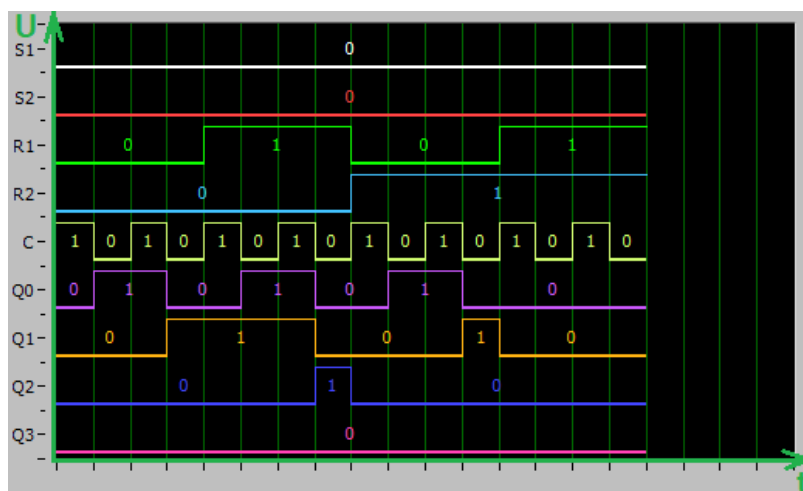 U
S1- 0
S2- 0
R1- 0 1 0 1
R2- 0 1
C- 1 0 1 0 1 0 1 0 1 0 1 0 1 0 1 0
Q0- 0 1 0 1 0 1 0
Q1- 0 1 0 1 0
Q2- 0 1 0
Q3- 0
t